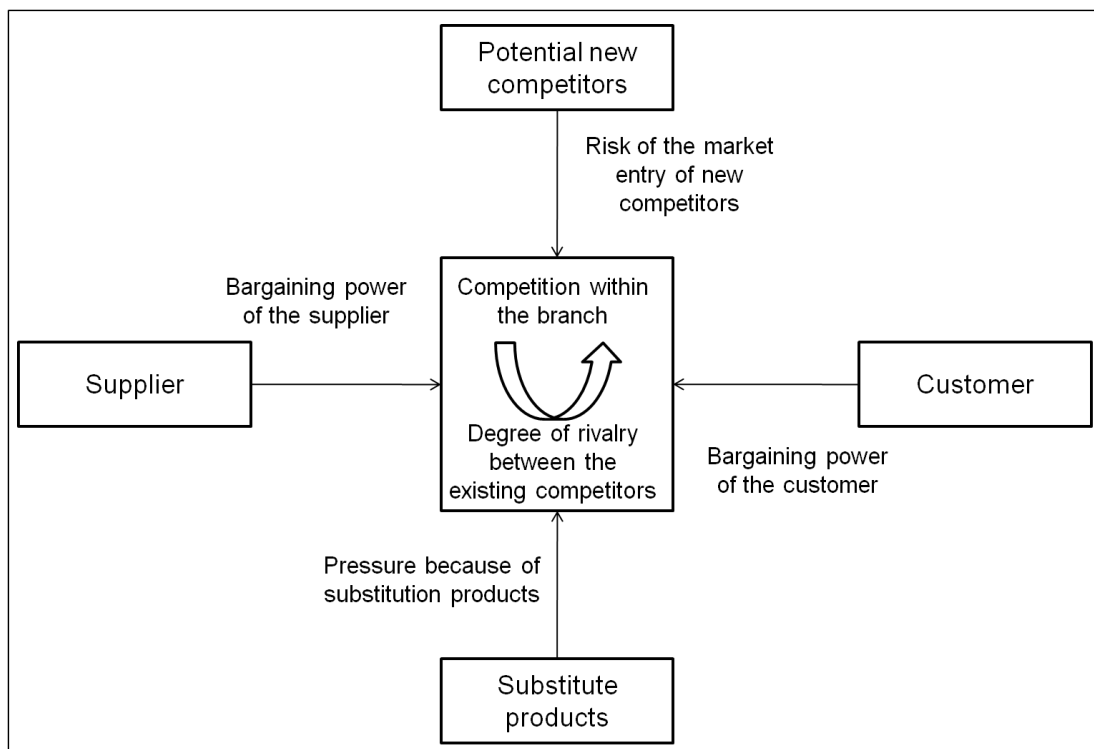 Potential new
competitors
Risk of the market
entry of new
competitors
Bargaining power
of the supplier
Competition within
the branch
Supplier
Customer
Degree of rivalry
between the
existing competitors
Bargaining power
of the customer
Pressure because of
substitution products
Substitute
products